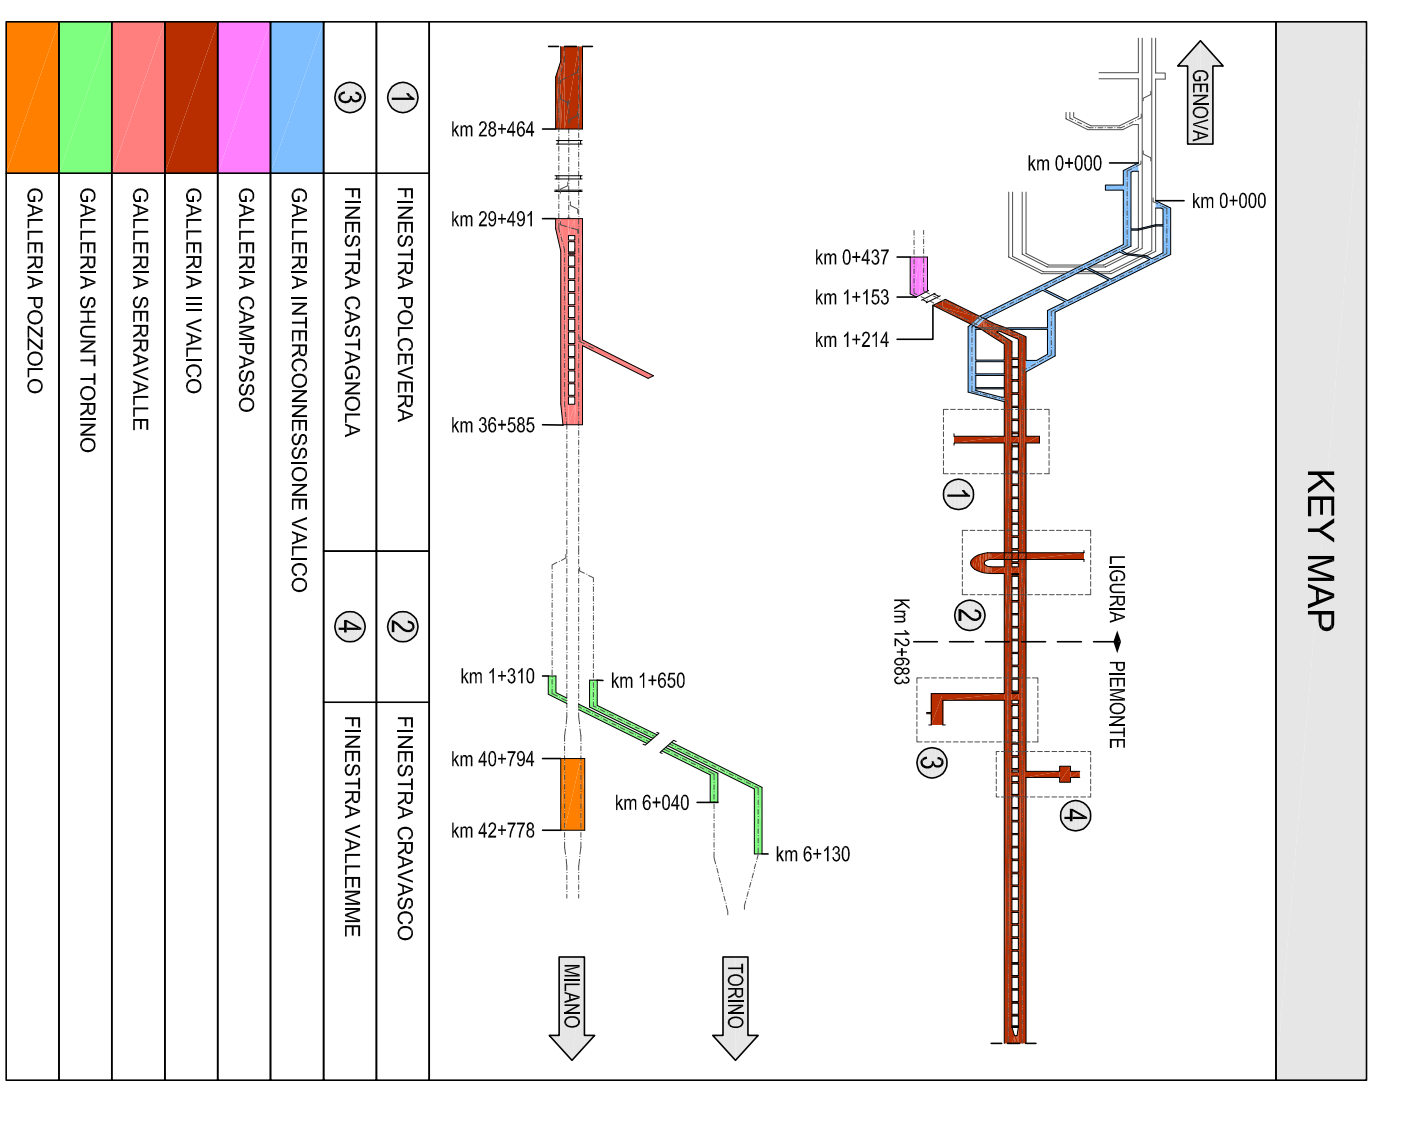 KEY MAP
GENOVA
km 0+000
km 0+000
km 0+437
km 1+153
km 1+214
1
2
LIGURIA
PIEMONTE
Km 12+683
3
4
km 28+464
km 29+491
km 36+585
km 1+310
km 1+650
km 40+794
km 42+778
km 6+040
km 6+130
MILANO
TORINO
1
FINESTRA POLCEVERA
2
FINESTRA CRAVASCO
3
FINESTRA CASTAGNOLA
4
FINESTRA VALLEMME
GALLERIA INTERCONNESSIONE VALICO
GALLERIA CAMPASSO
GALLERIA III VALICO
GALLERIA SERRAVALLE
GALLERIA SHUNT TORINO
GALLERIA POZZOLO